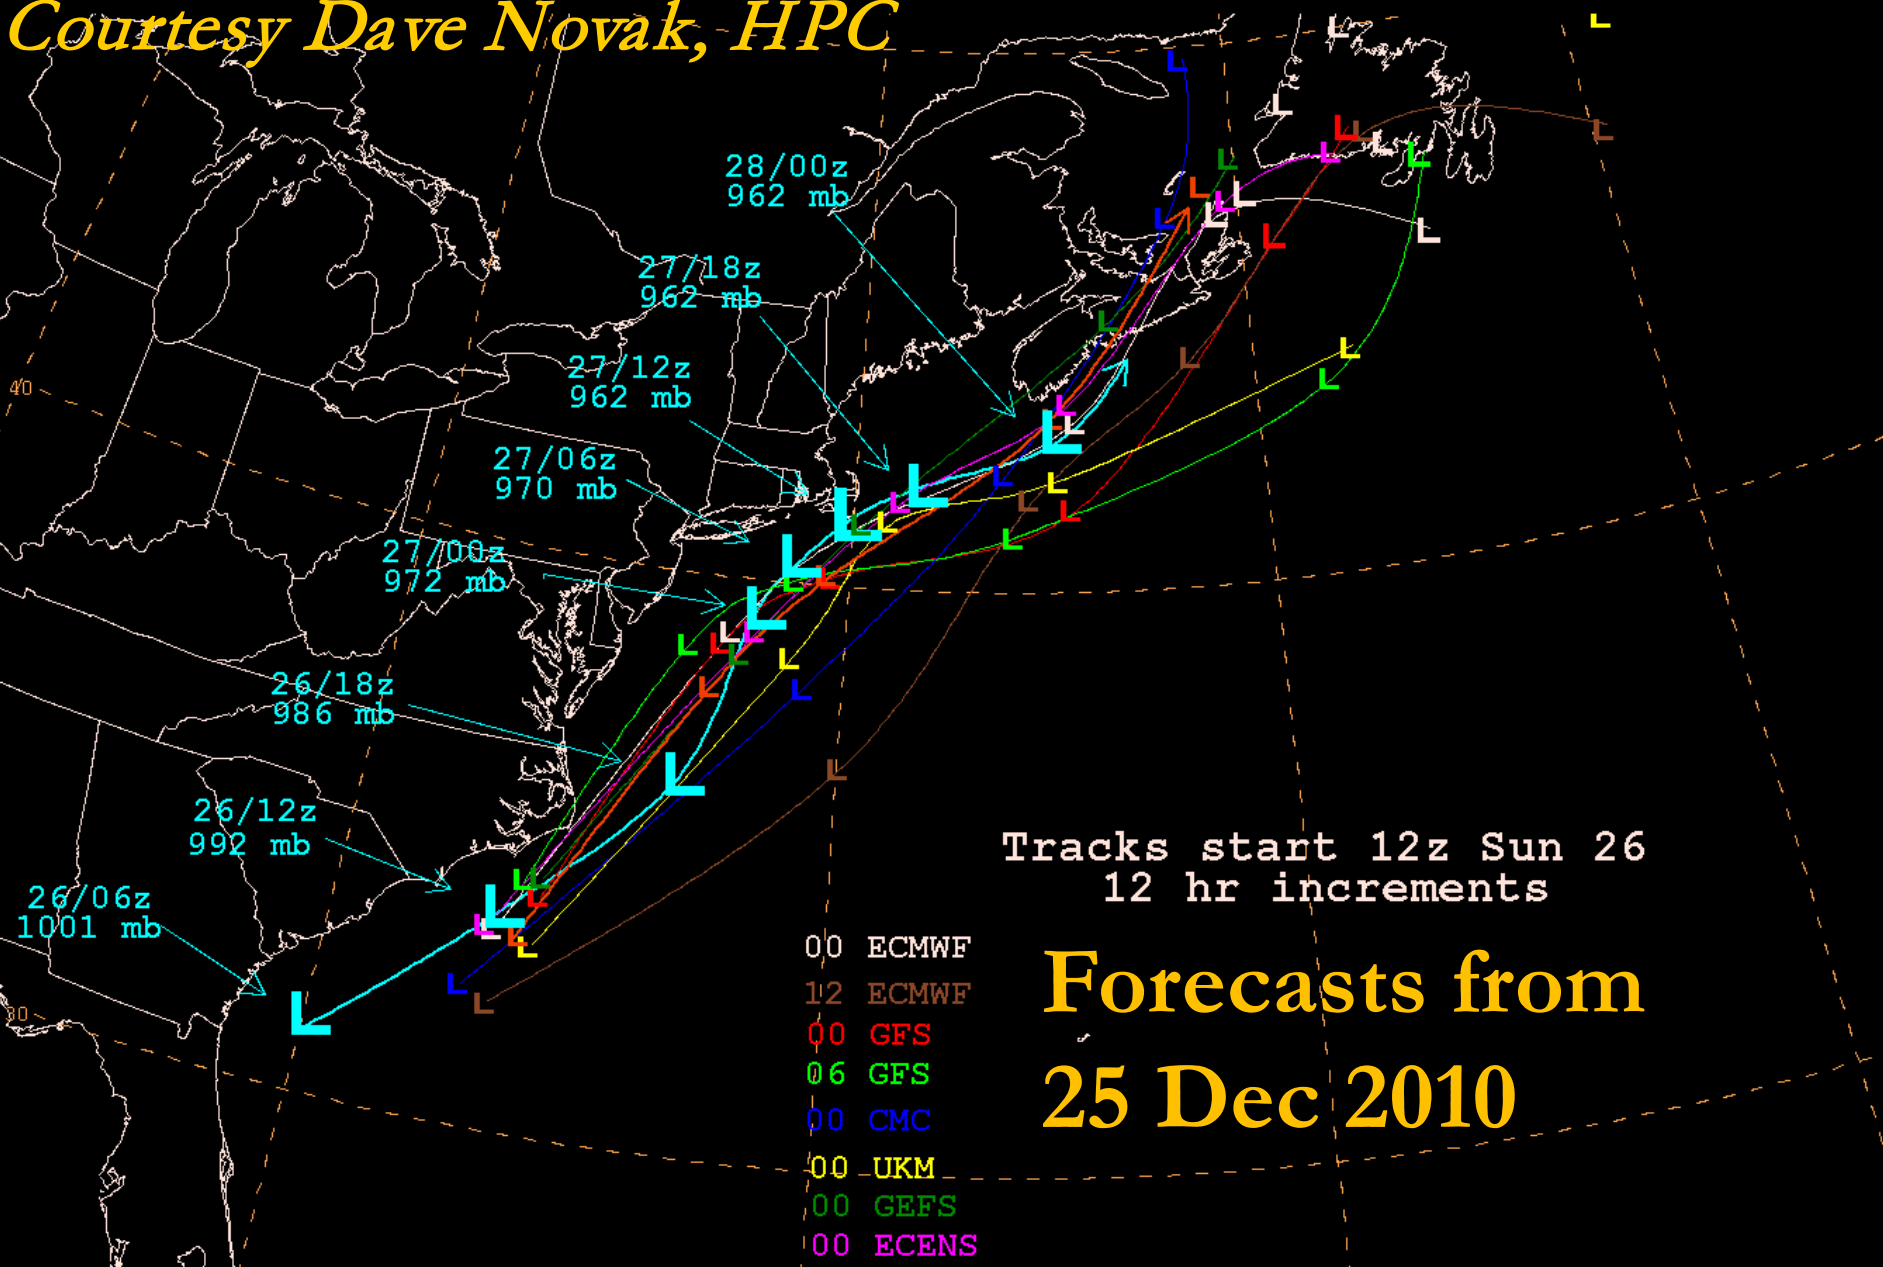 Courtesy Dave Novak, HPC
28/00z
962 mb
27/18z
962 mb
27/12z
962 mb
40
27/06z
970 mb
27/00z
972 mb
26/18z
986 mb
26/12z
992 mb
26/06z
1001 mb
30
Tracks start 12z Sun 26
12 hr increments
00 ECMWF
12 ECMWF
00 GFS
06 GFS
00 CMC
00 UKM
00 GEFS
00 ECENS
Forecasts from
25 Dec 2010